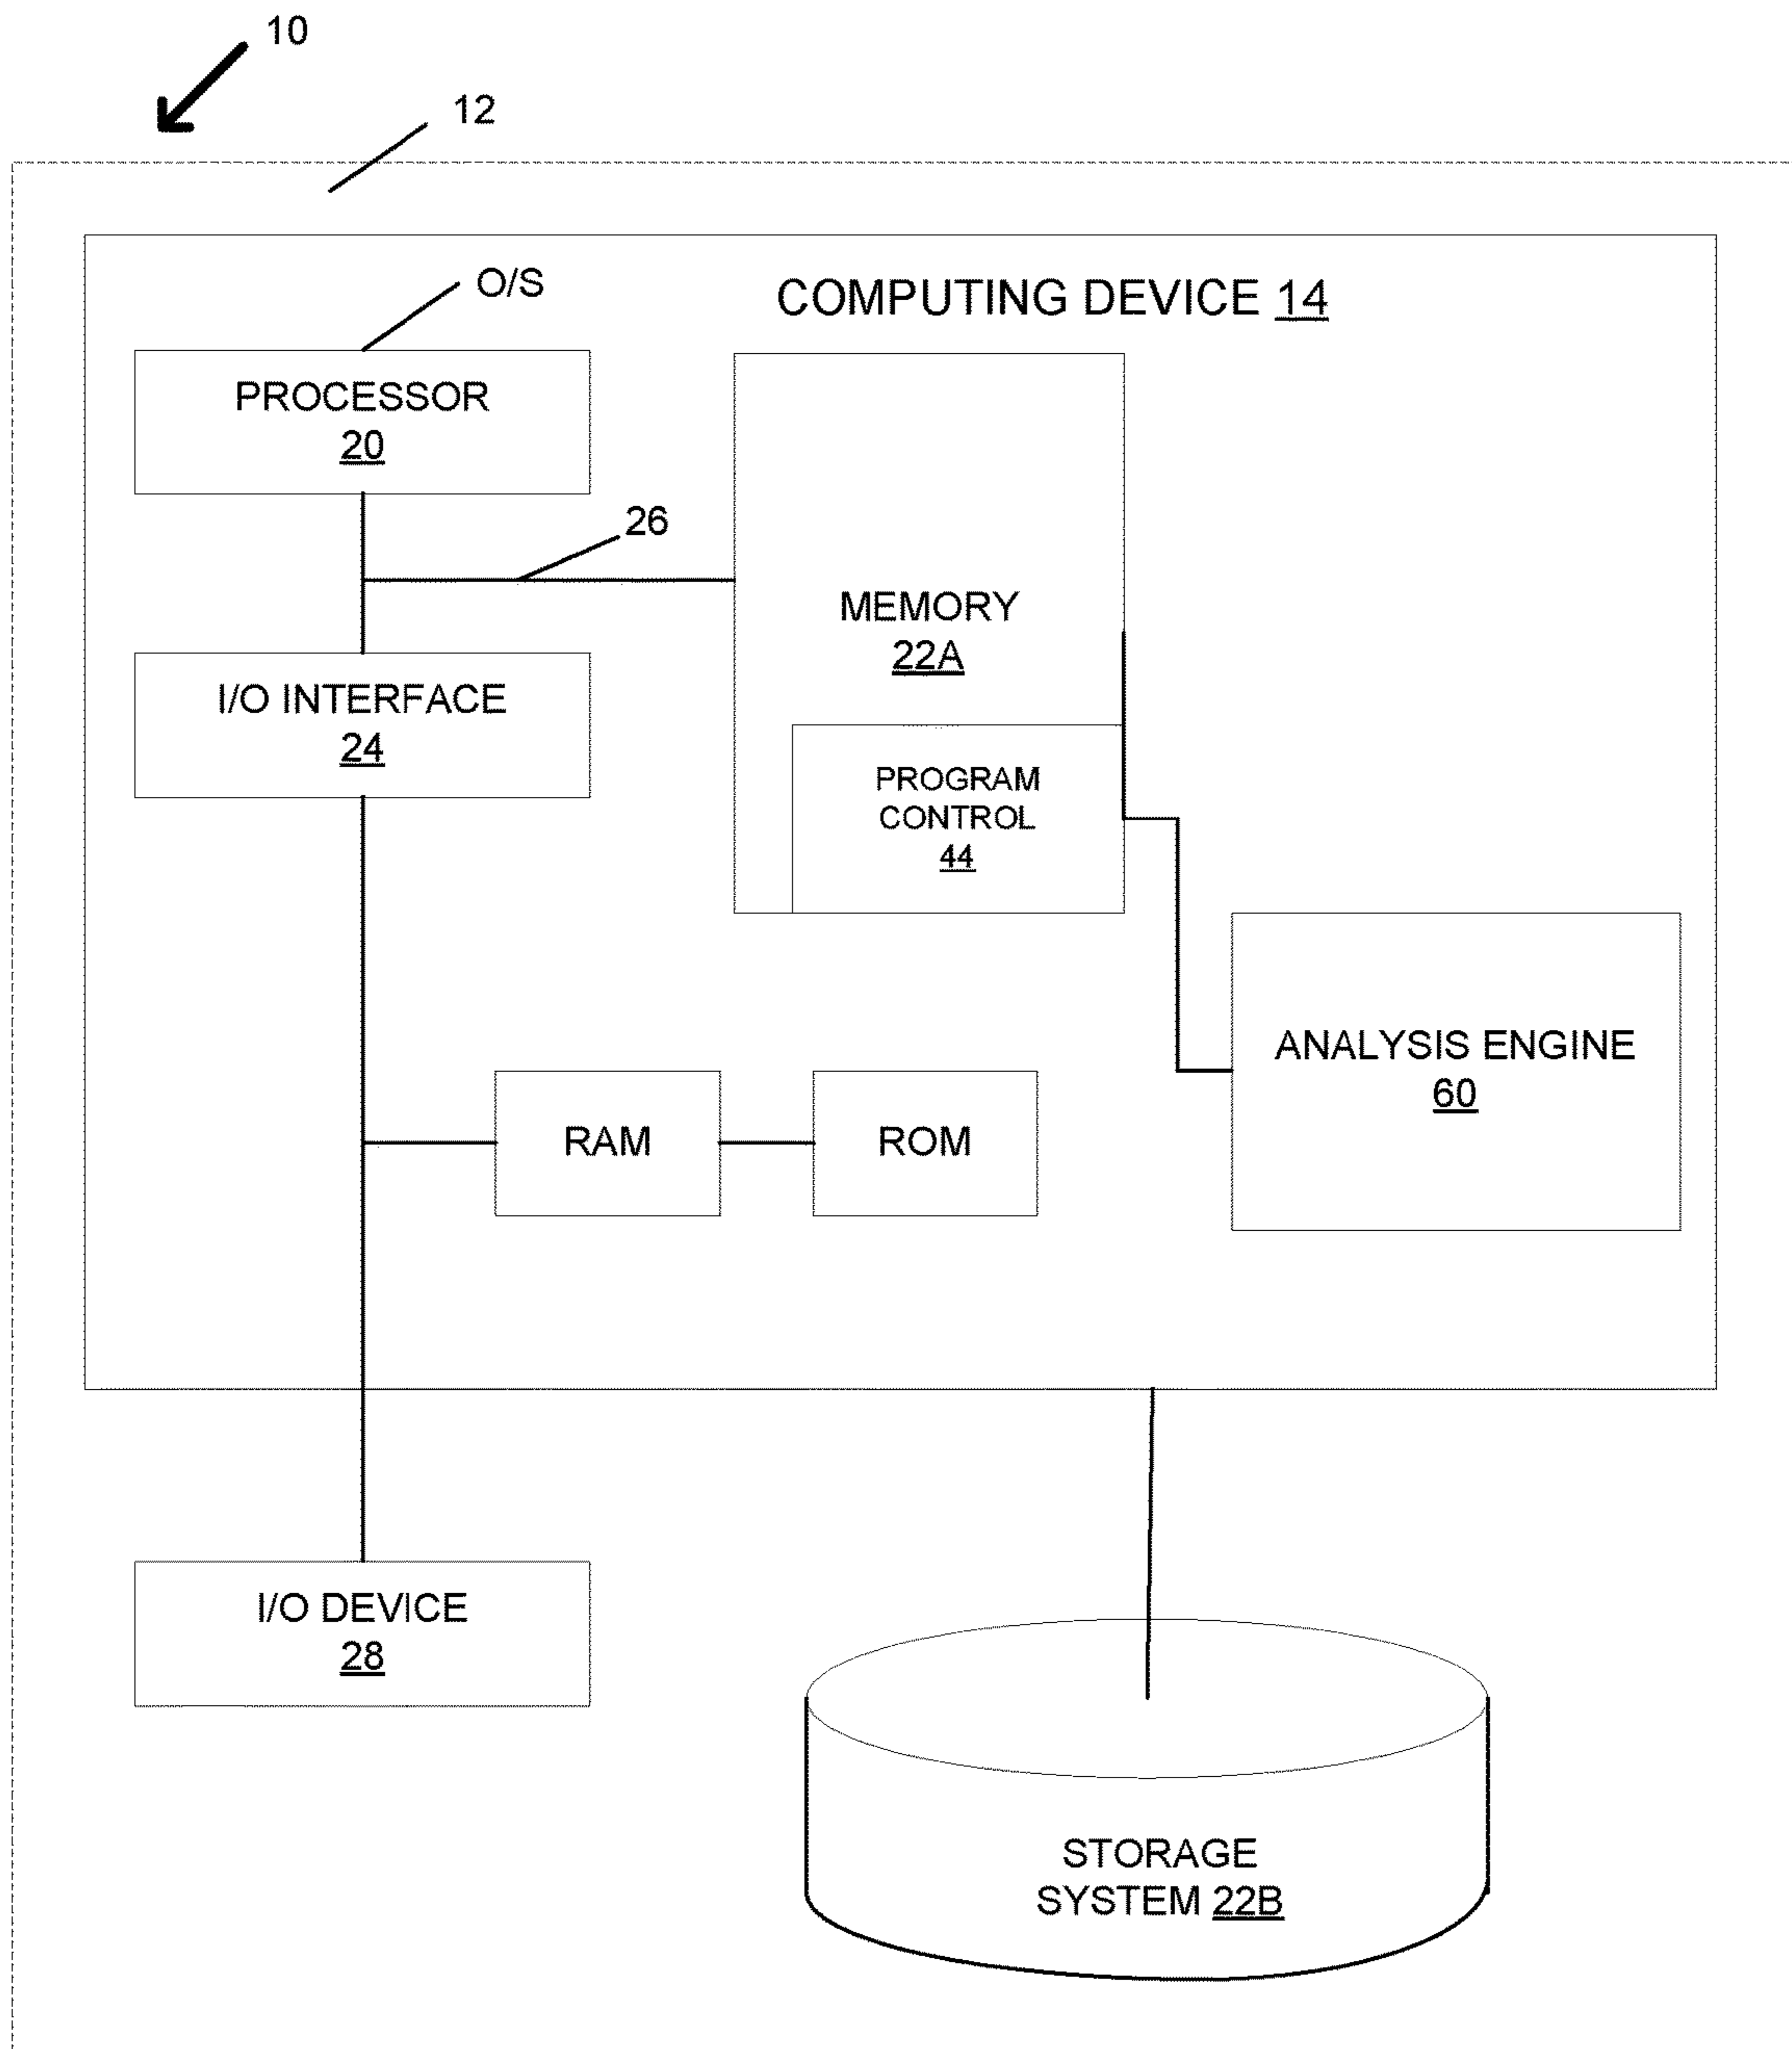 10
12
O/S
COMPUTING DEVICE 14
PROCESSOR
20
26
MEMORY
22A
I/O INTERFACE
24
PROGRAM
CONTROL
44
ANALYSIS ENGINE
60
RAM
ROM
I/O DEVICE
28
STORAGE
SYSTEM 22B